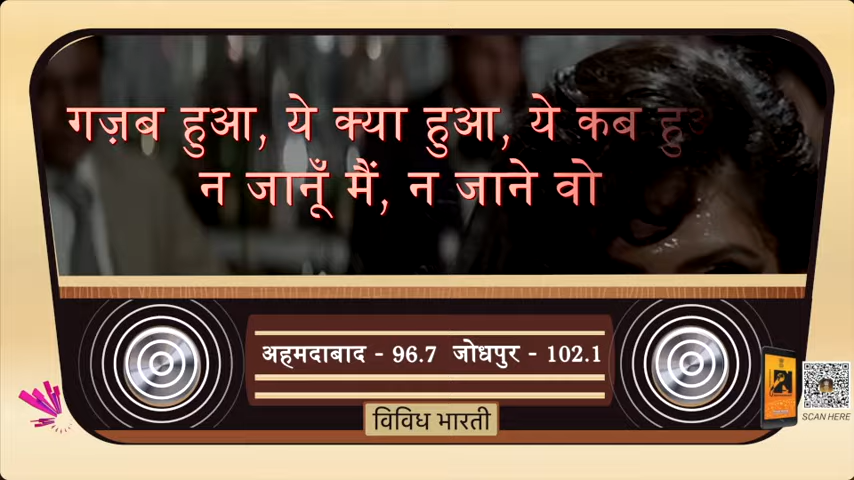 गज़ब हुआ, ये क्या हुआ, ये कब हुआ
न जानूँ मैं, न जाने वो
अहमदाबाद - 96.7 जोधपुर - 102.1
विविध भारती
SCAN HERE